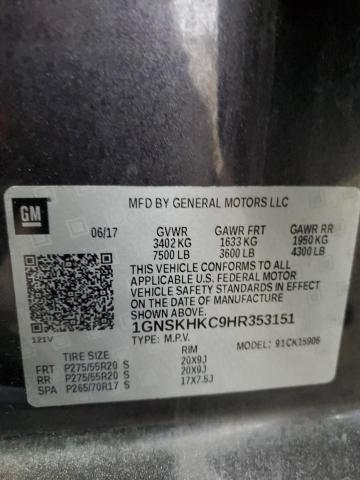 GM
MFD BY GENERAL MOTORS LLC
06/17 GVWR GAWR FRT GAWR RR
3402 KG 1633 KG 1950 KG
7500 LB 3600 LB 4300 LB
THIS VEHICLE CONFORMS TO ALL
APPLICABLE U.S. FEDERAL MOTOR
VEHICLE SAFETY STANDARDS IN
EFFECT ON THE DATE OF
MANUFACTURE SHOWN ABOVE.
1GNSKHKC9HR353151
121V TYPE: M.P.V. 91CK15906
TIRE SIZE RIM
FRT P275/55R20 S 20X9J
RR P275/55R20 S 20X9J
SPA P265/70R17 S 17X7.5J